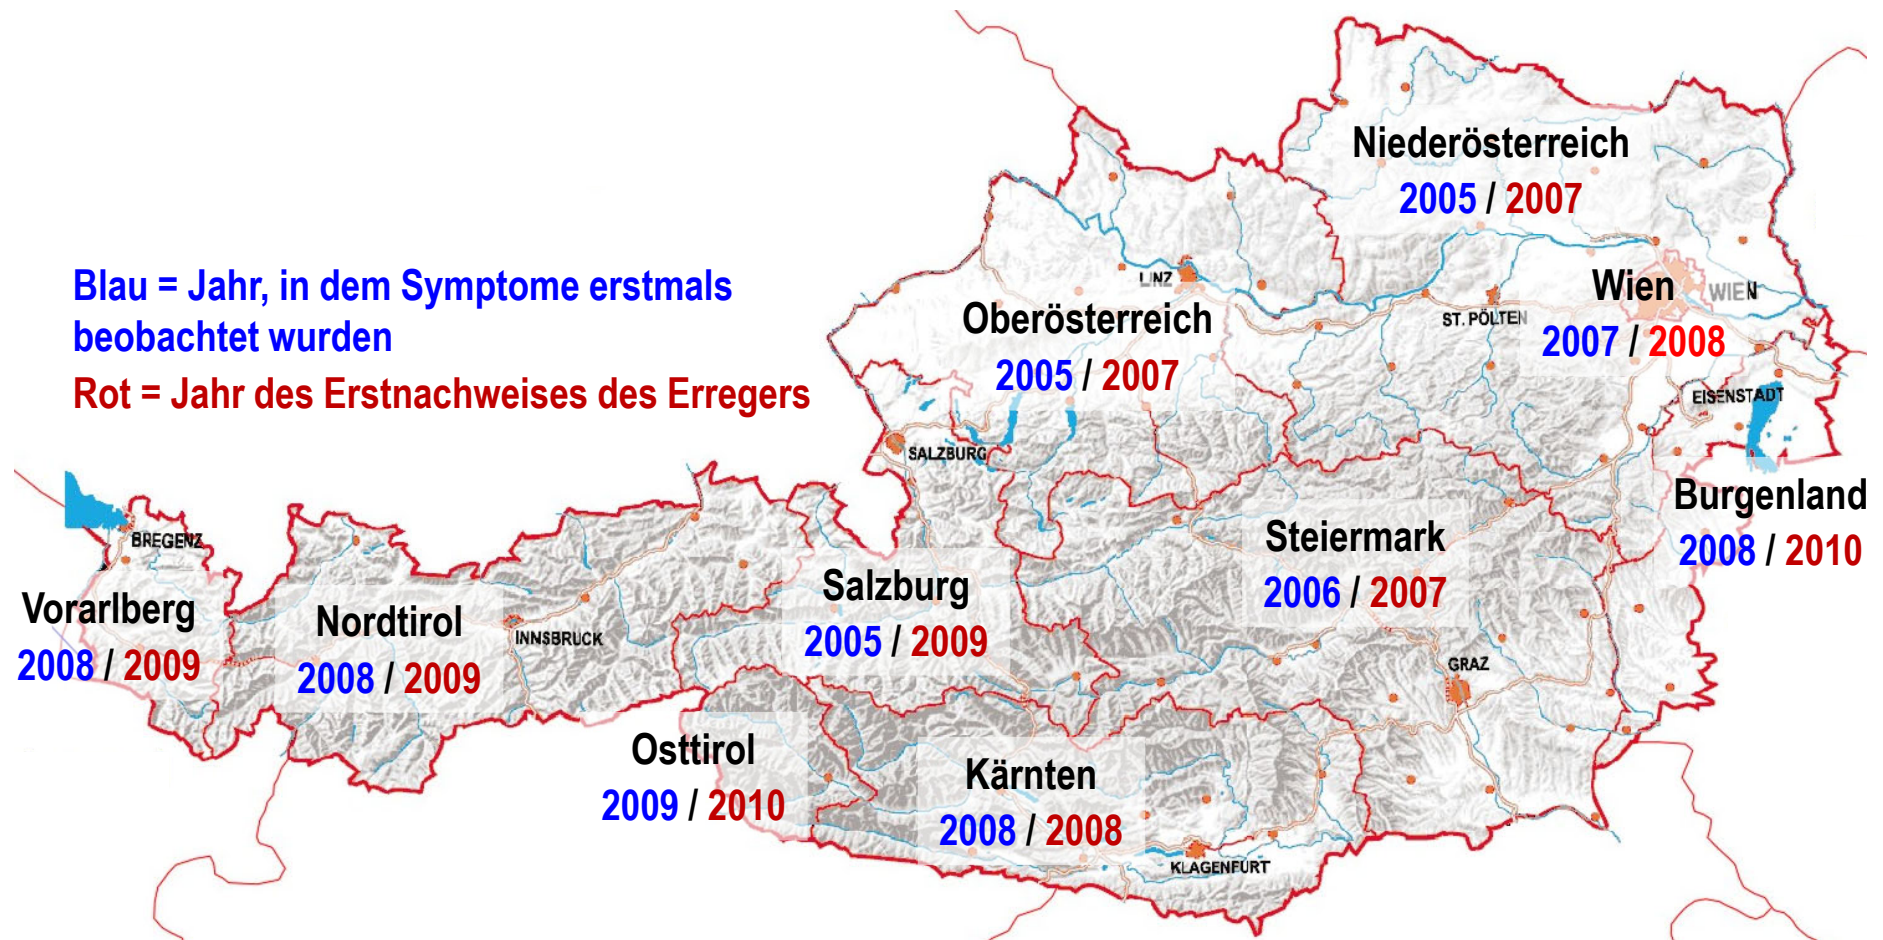 Niederösterreich
2005 / 2007
Blau = Jahr, in dem Symptome erstmals
beobachtet wurden
Rot = Jahr des Erstnachweises des Erregers
LINZ
Oberösterreich
2005 / 2007
Wien
WIEN
2007 / 2008
ST. PÖLTEN
EISENSTADT
SALZBURG
Burgenland
2008 / 2010
BREGENZ
Vorarlberg
2008 / 2009
Nordtirol
2008 / 2009
INNSBRUCK
Salzburg
2005 / 2009
Steiermark
2006 / 2007
GRAZ
Osttirol
2009 / 2010
Kärnten
2008 / 2008
KLAGENFURT